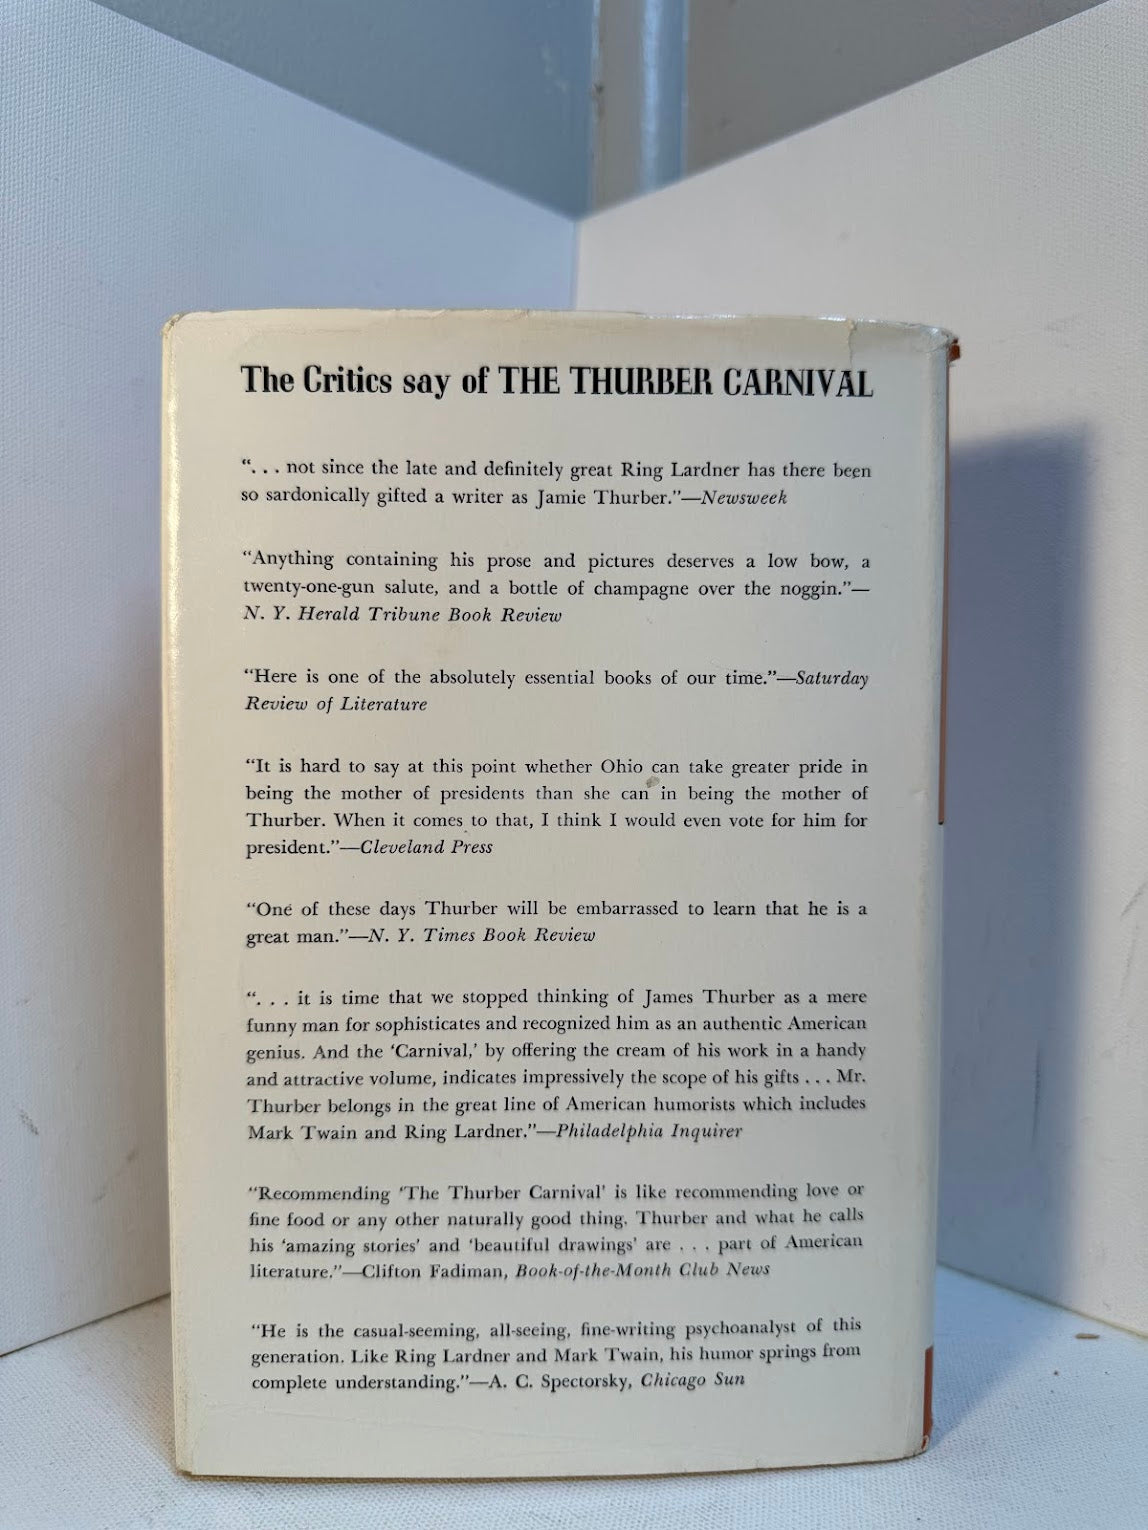 The Critics say of THE THURBER CARNIVAL
“. . . not since the late and definitely great Ring Lardner has there been
so sardonically gifted a writer as Jamie Thurber.”—Newsweek
“Anything containing his prose and pictures deserves a low bow, a
twenty-one-gun salute, and a bottle of champagne over the noggin.”—
N. Y. Herald Tribune Book Review
“Here is one of the absolutely essential books of our time.”—Saturday
Review of Literature
“It is hard to say at this point whether Ohio can take greater pride in
being the mother of presidents than she can in being the mother of
Thurber. When it comes to that, I think I would even vote for him for
president.”—Cleveland Press
“One of these days Thurber will be embarrassed to learn that he is a
great man.”—N. Y. Times Book Review
“. . . it is time that we stopped thinking of James Thurber as a mere
funny man for sophisticates and recognized him as an authentic American
genius. And the ‘Carnival,’ by offering the cream of his work in a handy
and attractive volume, indicates impressively the scope of his gifts . . . Mr.
Thurber belongs in the great line of American humorists which includes
Mark Twain and Ring Lardner.”—Philadelphia Inquirer
“Recommending ‘The Thurber Carnival’ is like recommending love or
fine food or any other naturally good thing. Thurber and what he calls
his ‘amazing stories’ and ‘beautiful drawings’ are . . . part of American
literature.”—Clifton Fadiman, Book-of-the-Month Club News
“He is the casual-seeming, all-seeing, fine-writing psychoanalyst of this
generation. Like Ring Lardner and Mark Twain, his humor springs from
complete understanding.”—A. C. Spectorsky, Chicago Sun